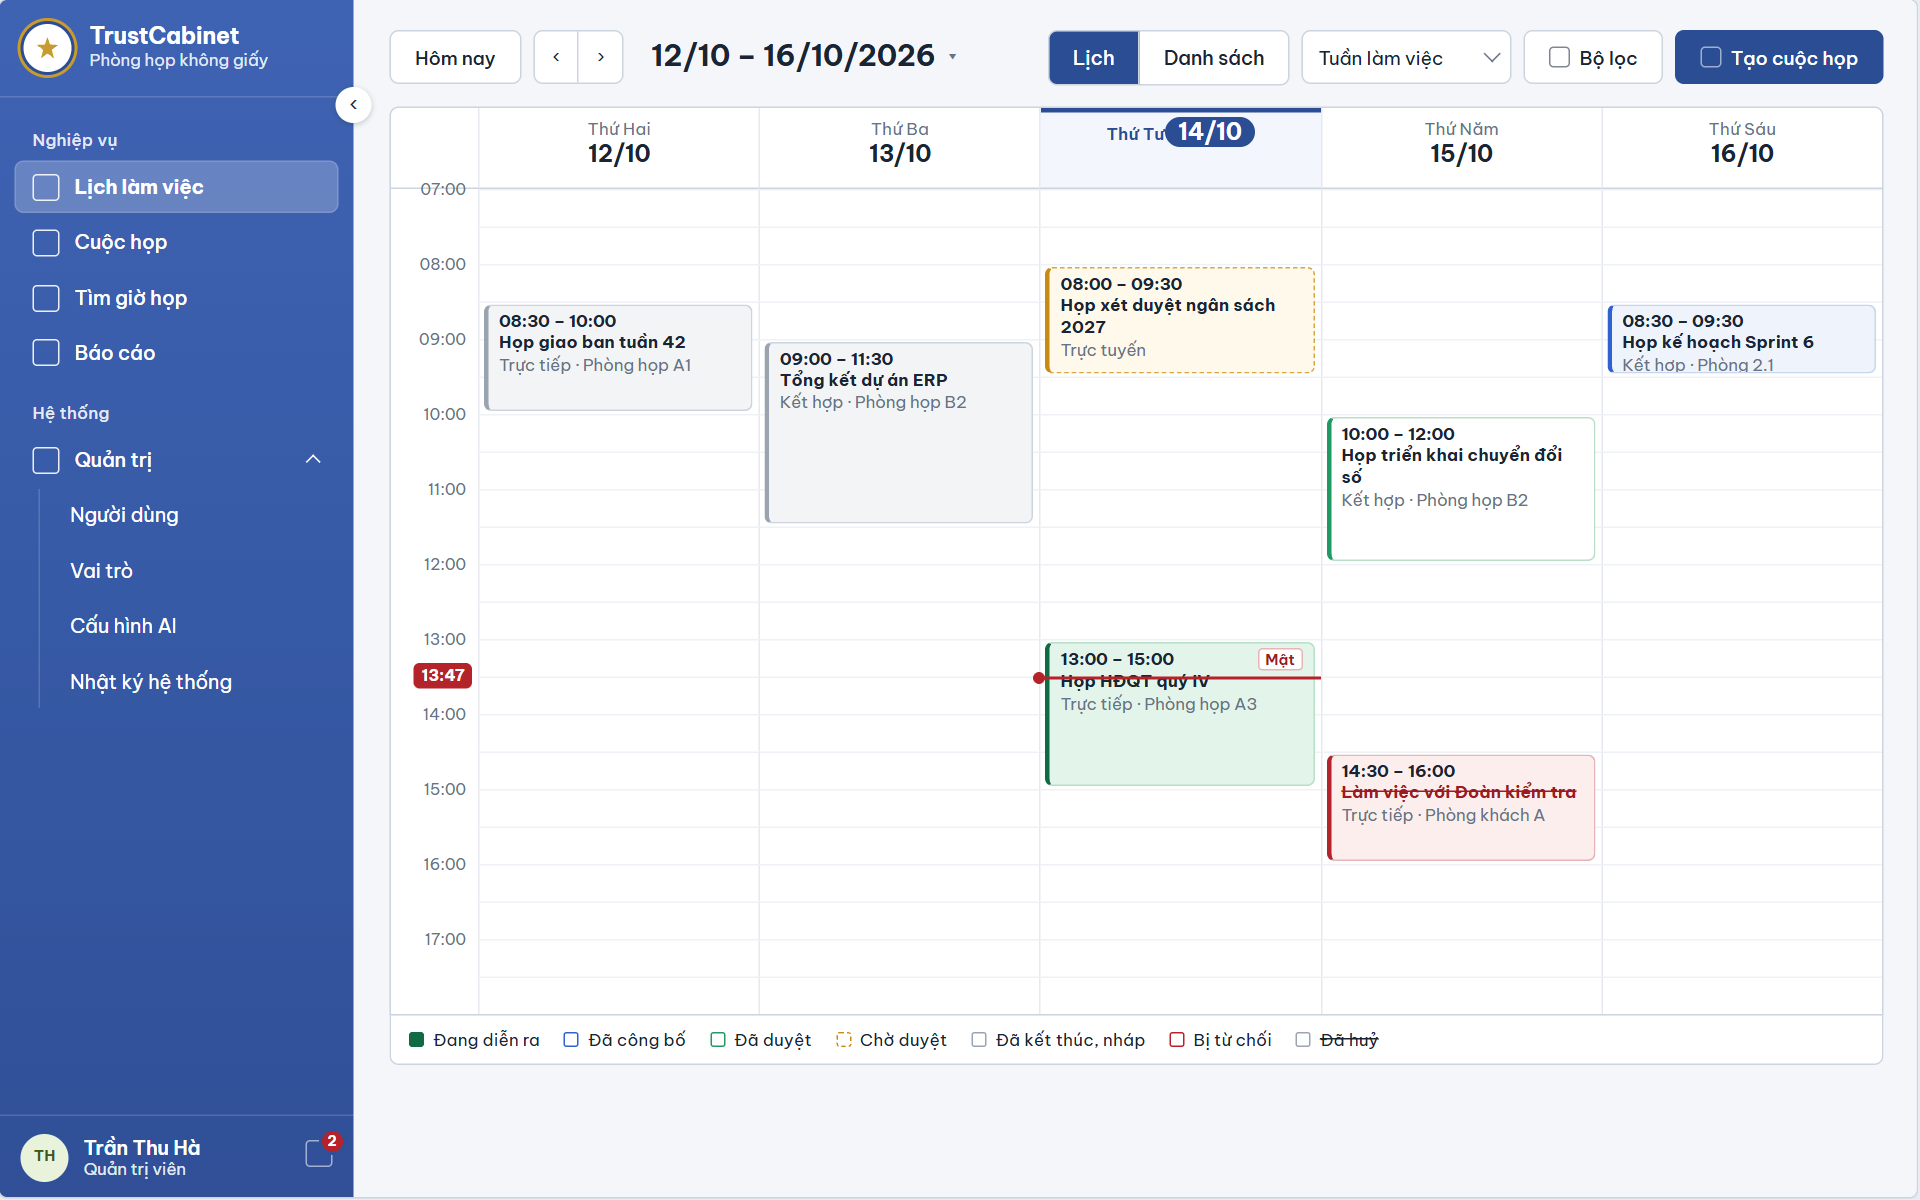 TrustCabinet
Phòng họp không giấy
Nghiệp vụ
Lịch làm việc
Cuộc họp
Tìm giờ họp
Báo cáo
Hệ thống
Quản trị
Người dùng
Vai trò
Cấu hình AI
Nhật ký hệ thống
TH
Trần Thu Hà
Quản trị viên
2
Hôm nay
12/10 – 16/10/2026
Lịch
Danh sách
Tuần làm việc
Bộ lọc
Tạo cuộc họp
Thứ Hai
12/10
Thứ Ba
13/10
Thứ Tư 14/10
Thứ Năm
15/10
Thứ Sáu
16/10
07:00
08:00
09:00
10:00
11:00
12:00
13:00
13:47
14:00
15:00
16:00
17:00
08:30 – 10:00
Họp giao ban tuần 42
Trực tiếp · Phòng họp A1
09:00 – 11:30
Tổng kết dự án ERP
Kết hợp · Phòng họp B2
08:00 – 09:30
Họp xét duyệt ngân sách
2027
Trực tuyến
13:00 – 15:00
Mật
Họp HĐQT quý IV
Trực tiếp · Phòng họp A3
10:00 – 12:00
Họp triển khai chuyển đổi
số
Kết hợp · Phòng họp B2
14:30 – 16:00
Làm việc với Đoàn kiểm tra
Trực tiếp · Phòng khách A
08:30 – 09:30
Họp kế hoạch Sprint 6
Kết hợp · Phòng 2.1
Đang diễn ra
Đã công bố
Đã duyệt
Chờ duyệt
Đã kết thúc, nháp
Bị từ chối
Đã huỷ